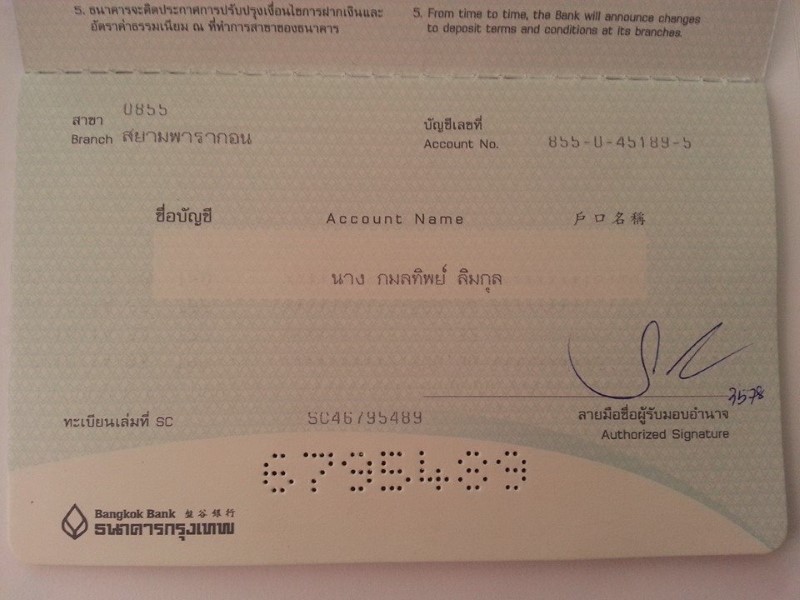 5. ธนาคารจะติดประกาศการปรับปรุงเงื่อนไขการฝากเงินและ
อัตราค่าธรรมเนียม ณ ที่ทำการสาขาของธนาคาร
5. From time to time, the Bank will announce changes
to deposit terms and conditions at its branches.
สาขา 0855
Branch สยามพารากอน
บัญชีเลขที่
Account No. 855-0-45189-5
ชื่อบัญชี Account Name 戶口名稱
นาง กมลทิพย์ ลิมกุล
3578
ทะเบียนเล่มที่ SC SC46795489
ลายมือชื่อผู้รับมอบอำนาจ
Authorized Signature
6795489
Bangkok Bank 盤谷銀行
ธนาคารกรุงเทพ